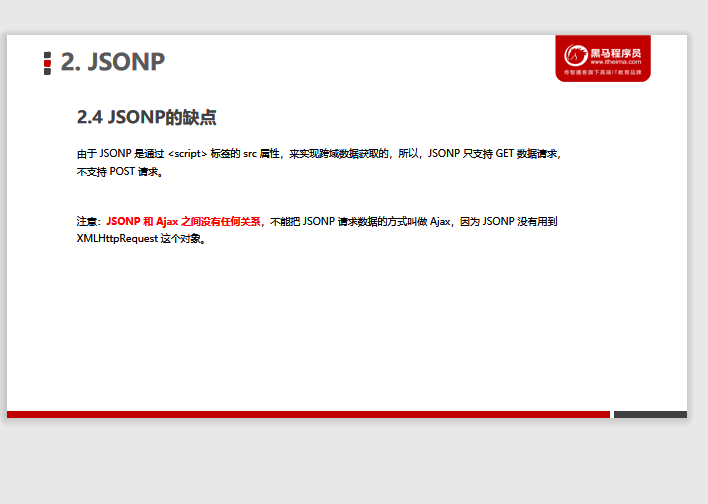 2. JSONP
黑马程序员
www.itheima.com
传智播客旗下高端IT教育品牌
2.4 JSONP的缺点
由于 JSONP 是通过 <script> 标签的 src 属性，来实现跨域数据获取的，所以，JSONP 只支持 GET 数据请求，
不支持 POST 请求。
注意：JSONP 和 Ajax 之间没有任何关系，不能把 JSONP 请求数据的方式叫做 Ajax，因为 JSONP 没有用到
XMLHttpRequest 这个对象。